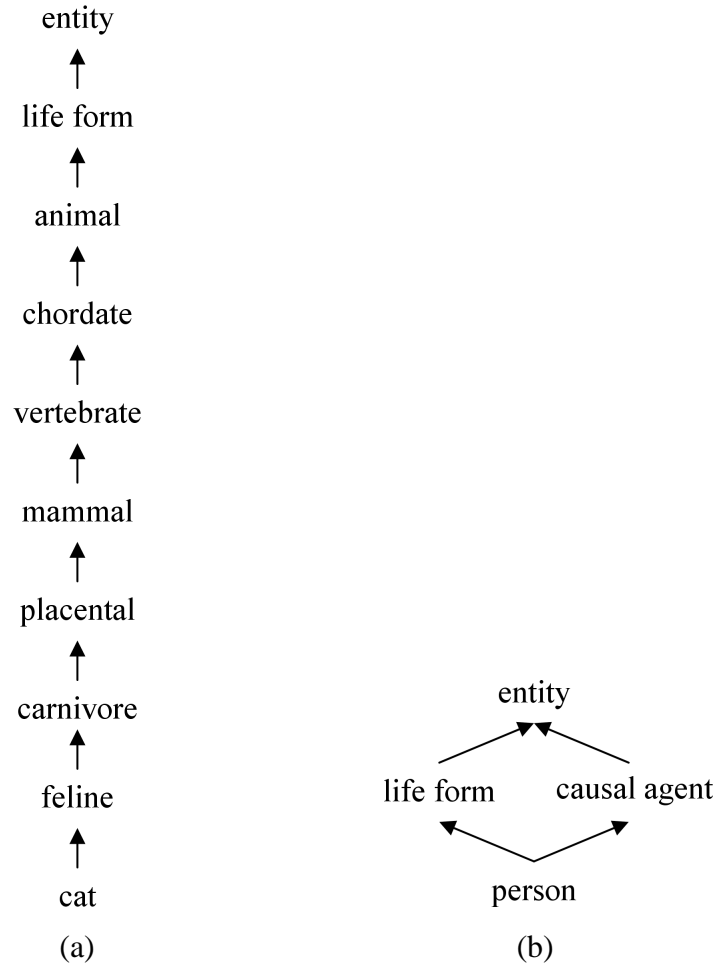 entity
life form
animal
chordate
vertebrate
mammal
placental
carnivore
feline
cat
(a)
entity
life form causal agent
person
(b)